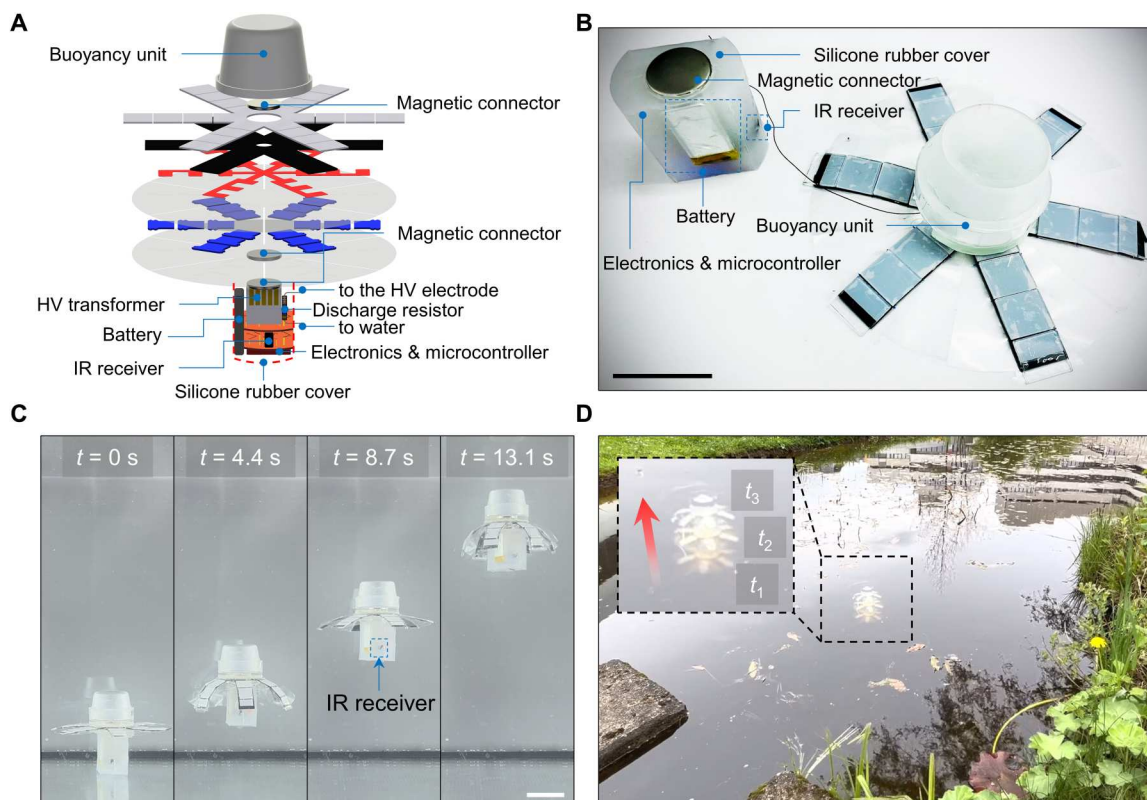 A
Buoyancy unit
Magnetic connector
Magnetic connector
HV transformer
to the HV electrode
Discharge resistor
Battery
to water
IR receiver
Electronics & microcontroller
Silicone rubber cover
B
Silicone rubber cover
Magnetic connector
IR receiver
Battery
Buoyancy unit
Electronics & microcontroller
C
t = 0 s
t = 4.4 s
t = 8.7 s
t = 13.1 s
IR receiver
D
t3
t2
t1